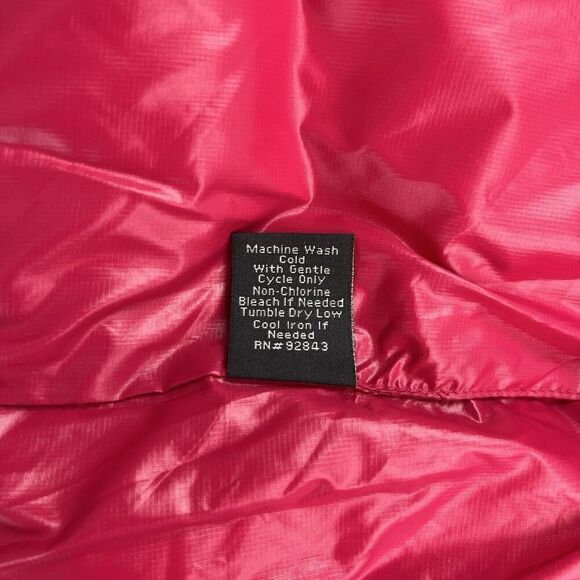 Machine Wash
Cold
With Gentle
Cycle Only
Non-Chlorine
Bleach If Needed
Tumble Dry Low
Cool Iron If
Needed
RN# 92843